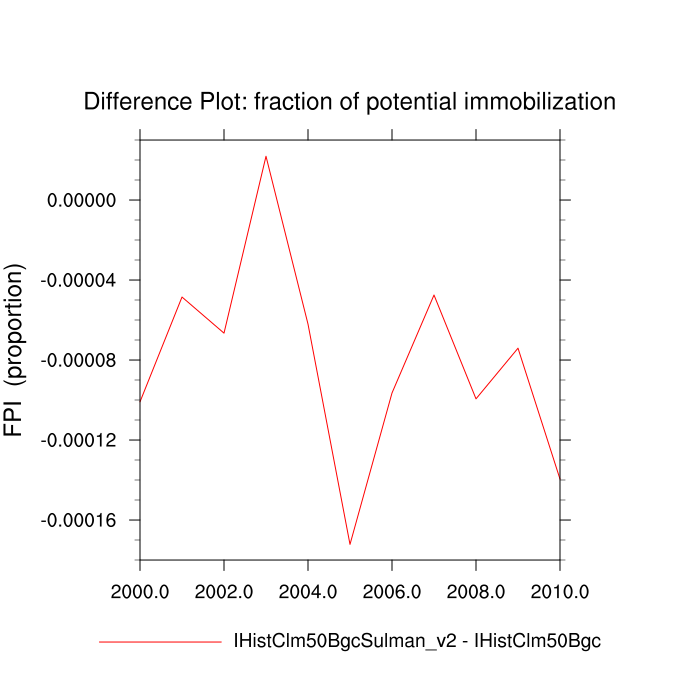 Difference Plot: fraction of potential immobilization
0.00000
-0.00004
-0.00008
-0.00012
-0.00016
FPI (proportion)
2000.0 2002.0 2004.0 2006.0 2008.0 2010.0
IHistClm50BgcSulman_v2 - IHistClm50Bgc